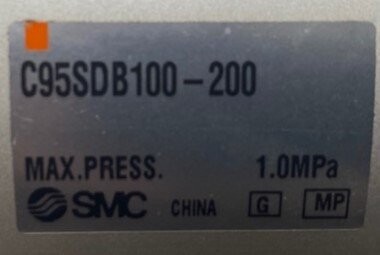 C95SDB100-200
MAX.PRESS. 1.0MPa
SMC CHINA G MP